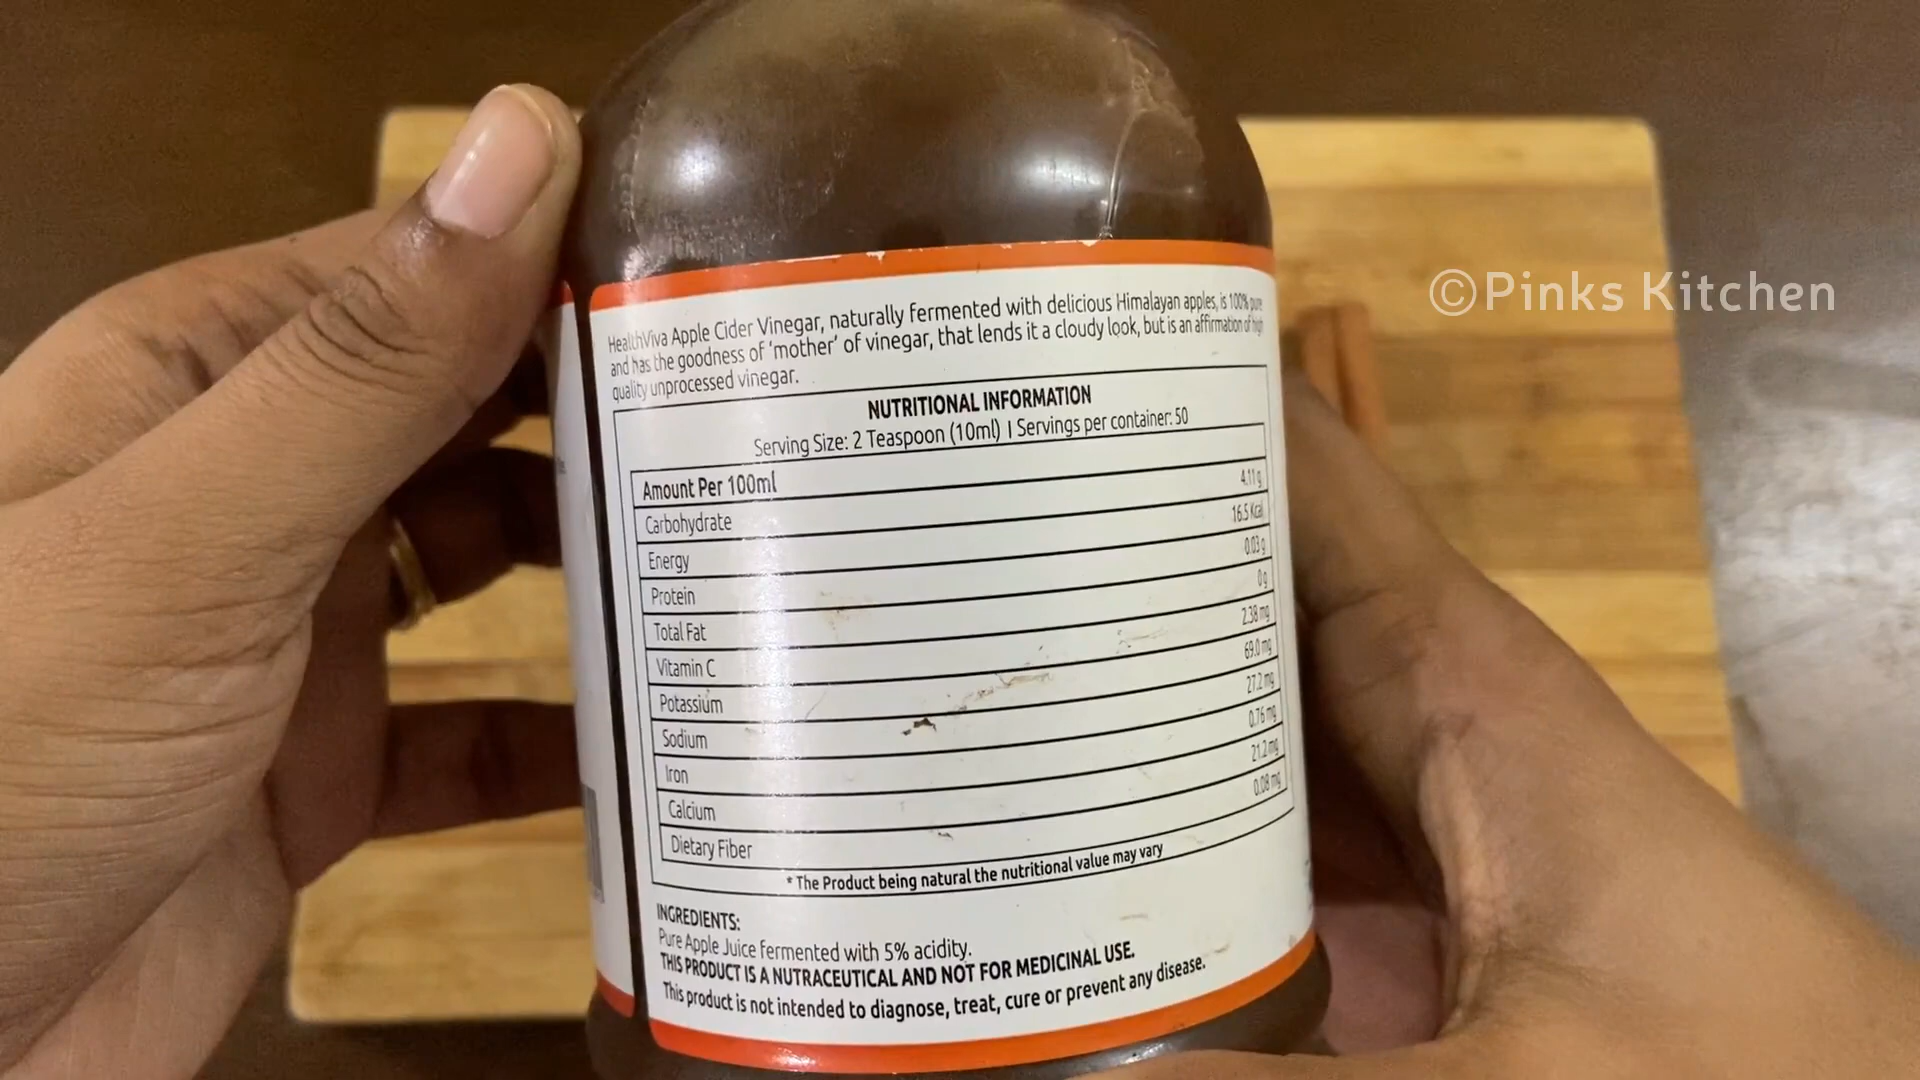 ©Pinks Kitchen
HealthViva Apple Cider Vinegar, naturally fermented with delicious Himalayan apples, is 100% pure
and has the goodness of 'mother' of vinegar, that lends it a cloudy look, but is an affirmation of high
quality unprocessed vinegar.
NUTRITIONAL INFORMATION
Serving Size: 2 Teaspoon (10ml) | Servings per container: 50
Amount Per 100ml
Carbohydrate 4.11 g
Energy 16.5 Kcal
Protein 0.03 g
Total Fat 0 g
Vitamin C 2.38 mg
Potassium 69.0 mg
Sodium 27.2 mg
Iron 0.76 mg
Calcium 21.2 mg
Dietary Fiber 0.08 mg
* The Product being natural the nutritional value may vary
INGREDIENTS:
Pure Apple Juice fermented with 5% acidity.
THIS PRODUCT IS A NUTRACEUTICAL AND NOT FOR MEDICINAL USE.
This product is not intended to diagnose, treat, cure or prevent any disease.